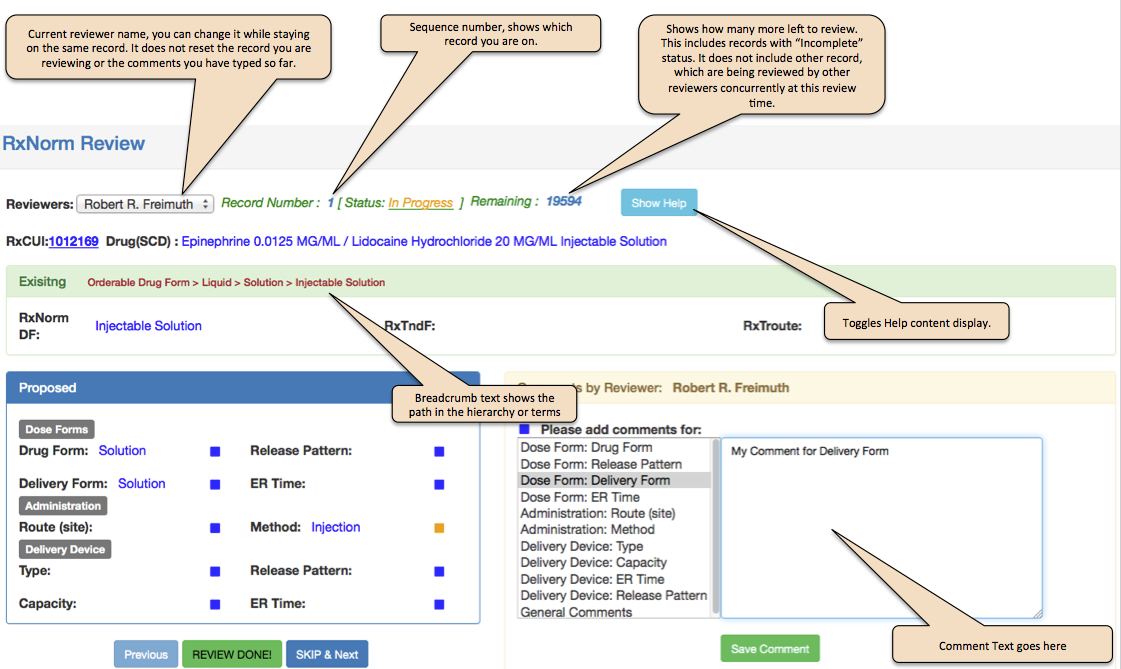 Current reviewer name, you can change it while staying
on the same record. It does not reset the record you are
reviewing or the comments you have typed so far.
Sequence number, shows which
record you are on.
Shows how many more left to review.
This includes records with “Incomplete”
status. It does not include other record,
which are being reviewed by other
reviewers concurrently at this review
time.
RxNorm Review
Reviewers: Robert R. Freimuth Record Number : 1 [ Status: In Progress ] Remaining : 19594 Show Help
RxCUI:1012169 Drug(SCD) : Epinephrine 0.0125 MG/ML / Lidocaine Hydrochloride 20 MG/ML Injectable Solution
Exisitng Orderable Drug Form > Liquid > Solution > Injectable Solution
RxNorm
DF: Injectable Solution RxTndF: RxTroute:
Toggles Help content display.
Proposed
Breadcrumb text shows the
path in the hierarchy or terms
s by Reviewer: Robert R. Freimuth
Dose Forms
Drug Form: Solution Release Pattern:
Delivery Form: Solution ER Time:
Administration
Route (site): Method: Injection
Delivery Device
Type: Release Pattern:
Capacity: ER Time:
Previous REVIEW DONE! SKIP & Next
Please add comments for:
Dose Form: Drug Form
Dose Form: Release Pattern
Dose Form: Delivery Form
Dose Form: ER Time
Administration: Route (site)
Administration: Method
Delivery Device: Type
Delivery Device: Capacity
Delivery Device: ER Time
Delivery Device: Release Pattern
General Comments
My Comment for Delivery Form
Comment Text goes here
Save Comment